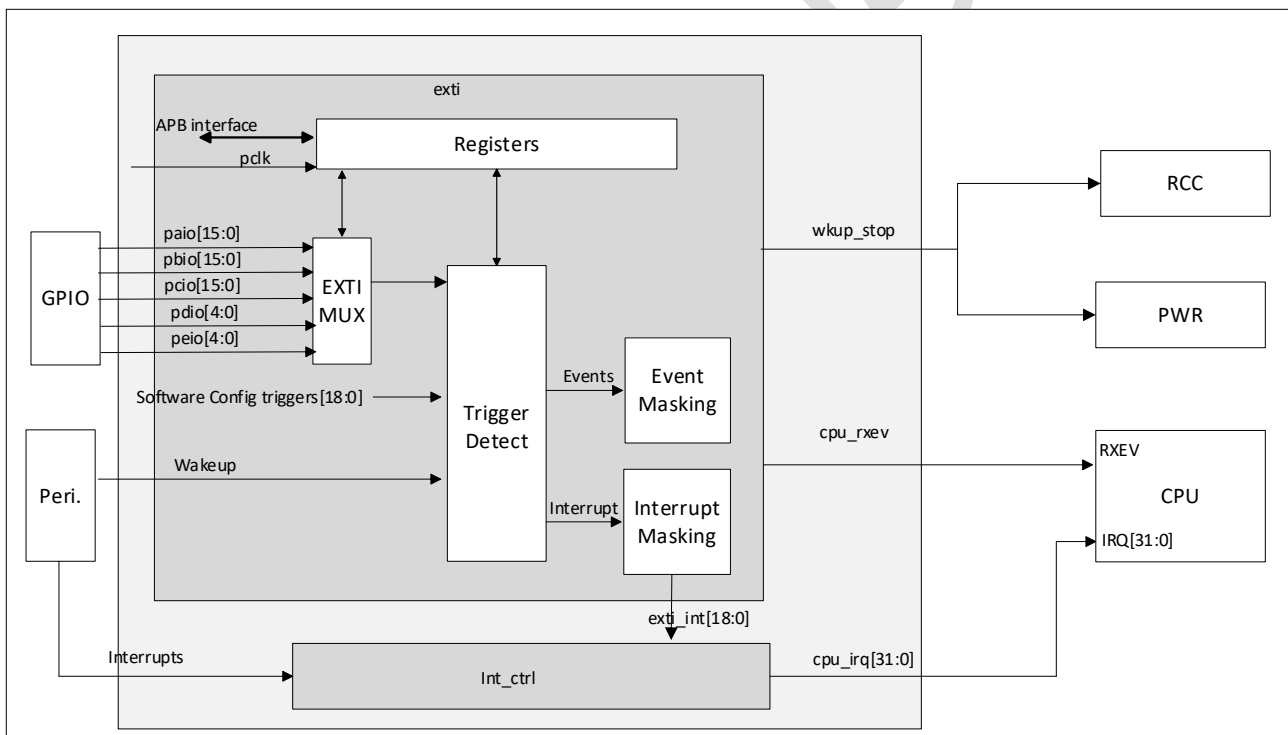 exti
APB interface
Registers
pclk
RCC
paio[15:0]
wkup_stop
pbio[15:0]
GPIO
pcio[15:0]
EXTI
MUX
pdio[4:0]
PWR
peio[4:0]
Events
Event
Masking
Software Config triggers[18:0]
Trigger
Detect
cpu_rxev
RXEV
Wakeup
Peri.
CPU
Interrupt
Interrupt
Masking
IRQ[31:0]
exti_int[18:0]
Interrupts
cpu_irq[31:0]
Int_ctrl